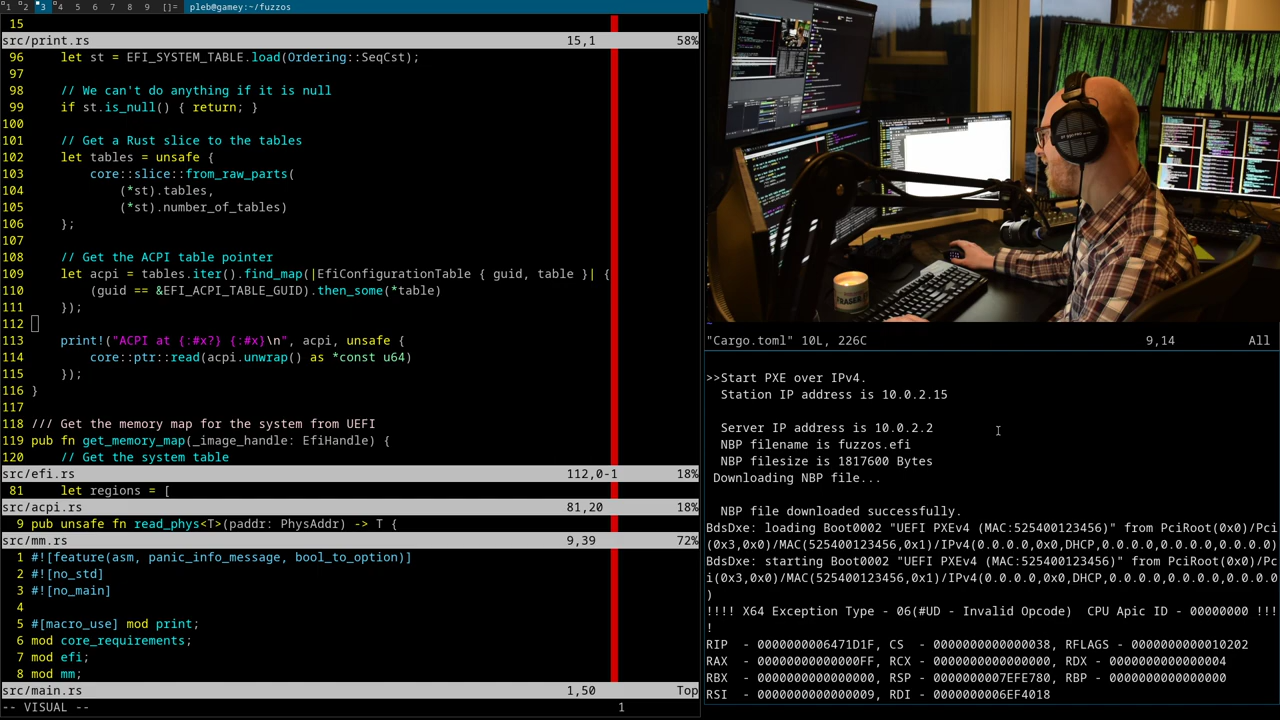 1 2 3 4 5 6 7 8 9 []= pleb@gamey:~/fuzzos
15
src/print.rs 15,1 58%
96 let st = EFI_SYSTEM_TABLE.load(Ordering::SeqCst);
97
98 // We can't do anything if it is null
99 if st.is_null() { return; }
100
101 // Get a Rust slice to the tables
102 let tables = unsafe {
103 core::slice::from_raw_parts(
104 (*st).tables,
105 (*st).number_of_tables)
106 };
107
108 // Get the ACPI table pointer
109 let acpi = tables.iter().find_map(|EfiConfigurationTable { guid, table }| {
110 (guid == &EFI_ACPI_TABLE_GUID).then_some(*table)
111 });
112
113 print!("ACPI at {:#x?} {:#x}\n", acpi, unsafe {
114 core::ptr::read(acpi.unwrap() as *const u64)
115 });
116 }
117
118 /// Get the memory map for the system from UEFI
119 pub fn get_memory_map(_image_handle: EfiHandle) {
120 // Get the system table
src/efi.rs 112,0-1 18%
81 let regions = [
src/acpi.rs 81,20 18%
9 pub unsafe fn read_phys<T>(paddr: PhysAddr) -> T {
src/mm.rs 9,39 72%
1 #![feature(asm, panic_info_message, bool_to_option)]
2 #![no_std]
3 #![no_main]
4
5 #[macro_use] mod print;
6 mod core_requirements;
7 mod efi;
8 mod mm;
src/main.rs 1,50 Top
-- VISUAL -- 1
FRASER
"Cargo.toml" 10L, 226C 9,14 All
>>Start PXE over IPv4.
Station IP address is 10.0.2.15
Server IP address is 10.0.2.2
NBP filename is fuzzos.efi
NBP filesize is 1817600 Bytes
Downloading NBP file...
NBP file downloaded successfully.
BdsDxe: loading Boot0002 "UEFI PXEv4 (MAC:525400123456)" from PciRoot(0x0)/Pci
(0x3,0x0)/MAC(525400123456,0x1)/IPv4(0.0.0.0,0x0,DHCP,0.0.0.0,0.0.0.0,0.0.0.0)
BdsDxe: starting Boot0002 "UEFI PXEv4 (MAC:525400123456)" from PciRoot(0x0)/Pc
i(0x3,0x0)/MAC(525400123456,0x1)/IPv4(0.0.0.0,0x0,DHCP,0.0.0.0,0.0.0.0,0.0.0.0
)
!!!! X64 Exception Type - 06(#UD - Invalid Opcode) CPU Apic ID - 00000000 !!!
!
RIP - 0000000006471D1F, CS - 0000000000000038, RFLAGS - 0000000000010202
RAX - 00000000000000FF, RCX - 0000000000000000, RDX - 0000000000000004
RBX - 0000000000000000, RSP - 0000000007EFE780, RBP - 0000000000000000
RSI - 0000000000000009, RDI - 0000000006EF4018